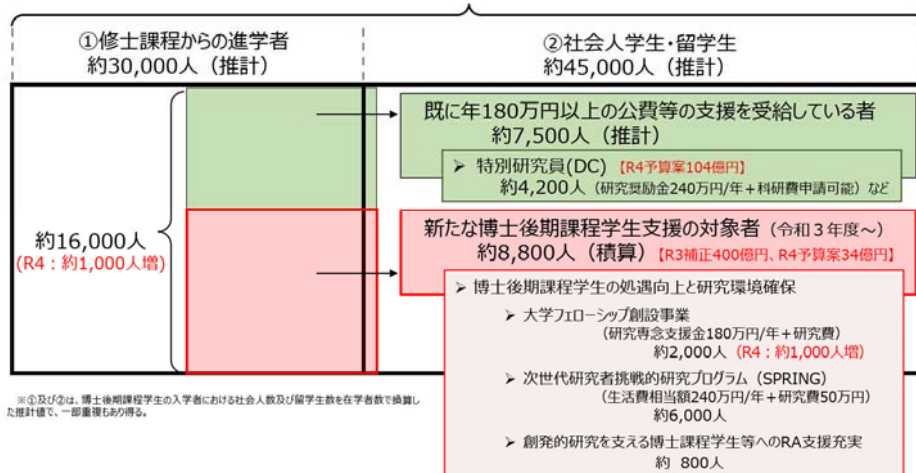 ①修士課程からの進学者
約30,000人（推計）
②社会人学生・留学生
約45,000人（推計）
既に年180万円以上の公費等の支援を受給している者
約7,500人（推計）
➢ 特別研究員(DC) 【R4予算案104億円】
約4,200人（研究奨励金240万円/年＋科研費申請可能）など
約16,000人
(R4：約1,000人増)
新たな博士後期課程学生支援の対象者（令和３年度～）
約8,800人（積算）【R3補正400億円、R4予算案34億円】
➢ 博士後期課程学生の処遇向上と研究環境確保
➢ 大学フェローシップ創設事業
（研究専念支援金180万円/年＋研究費）
約2,000人（R4：約1,000人増）
➢ 次世代研究者挑戦的研究プログラム（SPRING）
（生活費相当額240万円/年＋研究費50万円）
約6,000人
➢ 創発的研究を支える博士課程学生等へのRA支援充実
約 800人
※①及び②は、博士後期課程学生の入学者における社会人数及び留学生数を在学者数で換算し
た推計値で、一部重複もあり得る。